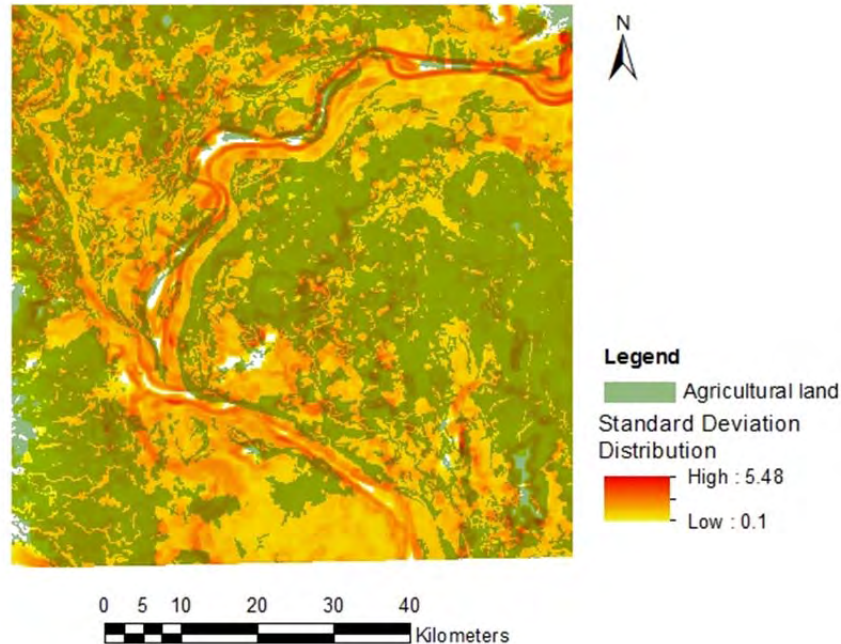 N
Legend
Agricultural land
Standard Deviation
Distribution
High : 5.48
Low : 0.1
0 5 10 20 30 40
Kilometers